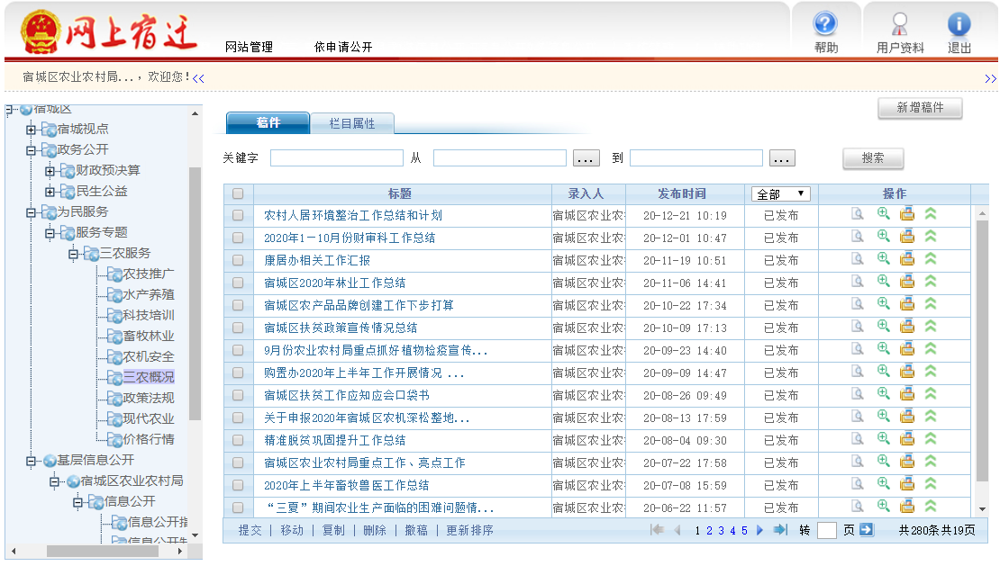 网上宿迁
网站管理 依申请公开 帮助 用户资料 退出
宿城区农业农村局...，欢迎您! << >>
宿城区
宿城视点
政务公开
财政预决算
民生公益
为民服务
服务专题
三农服务
农技推广
水产养殖
科技培训
畜牧林业
农机安全
三农概况
政策法规
现代农业
价格行情
基层信息公开
宿城区农业农村局
信息公开
信息公开指
信息公开制
新增稿件
稿件 栏目属性
关键字 从 ... 到 ... 搜索
标题 录入人 发布时间 全部 操作
农村人居环境整治工作总结和计划 宿城区农业农 20-12-21 10:19 已发布
2020年1—10月份财审科工作总结 宿城区农业农 20-12-01 10:47 已发布
康居办相关工作汇报 宿城区农业农 20-11-19 10:51 已发布
宿城区2020年林业工作总结 宿城区农业农 20-11-06 14:41 已发布
宿城区农产品品牌创建工作下步打算 宿城区农业农 20-10-22 17:34 已发布
宿城区扶贫政策宣传情况总结 宿城区农业农 20-10-09 17:13 已发布
9月份农业农村局重点抓好植物检疫宣传... 宿城区农业农 20-09-23 14:40 已发布
购置办2020年上半年工作开展情况 ... 宿城区农业农 20-09-09 14:47 已发布
宿城区扶贫工作应知应会口袋书 宿城区农业农 20-08-26 09:49 已发布
关于申报2020年宿城区农机深松整地... 宿城区农业农 20-08-13 17:59 已发布
精准脱贫巩固提升工作总结 宿城区农业农 20-08-04 09:30 已发布
宿城区农业农村局重点工作、亮点工作 宿城区农业农 20-07-22 17:58 已发布
2020年上半年畜牧兽医工作总结 宿城区农业农 20-07-08 15:59 已发布
“三夏”期间农业生产面临的困难问题情... 宿城区农业农 20-06-22 11:57 已发布
提交 | 移动 | 复制 | 删除 | 撤稿 | 更新排序 1 2 3 4 5 转 页 共280条共19页